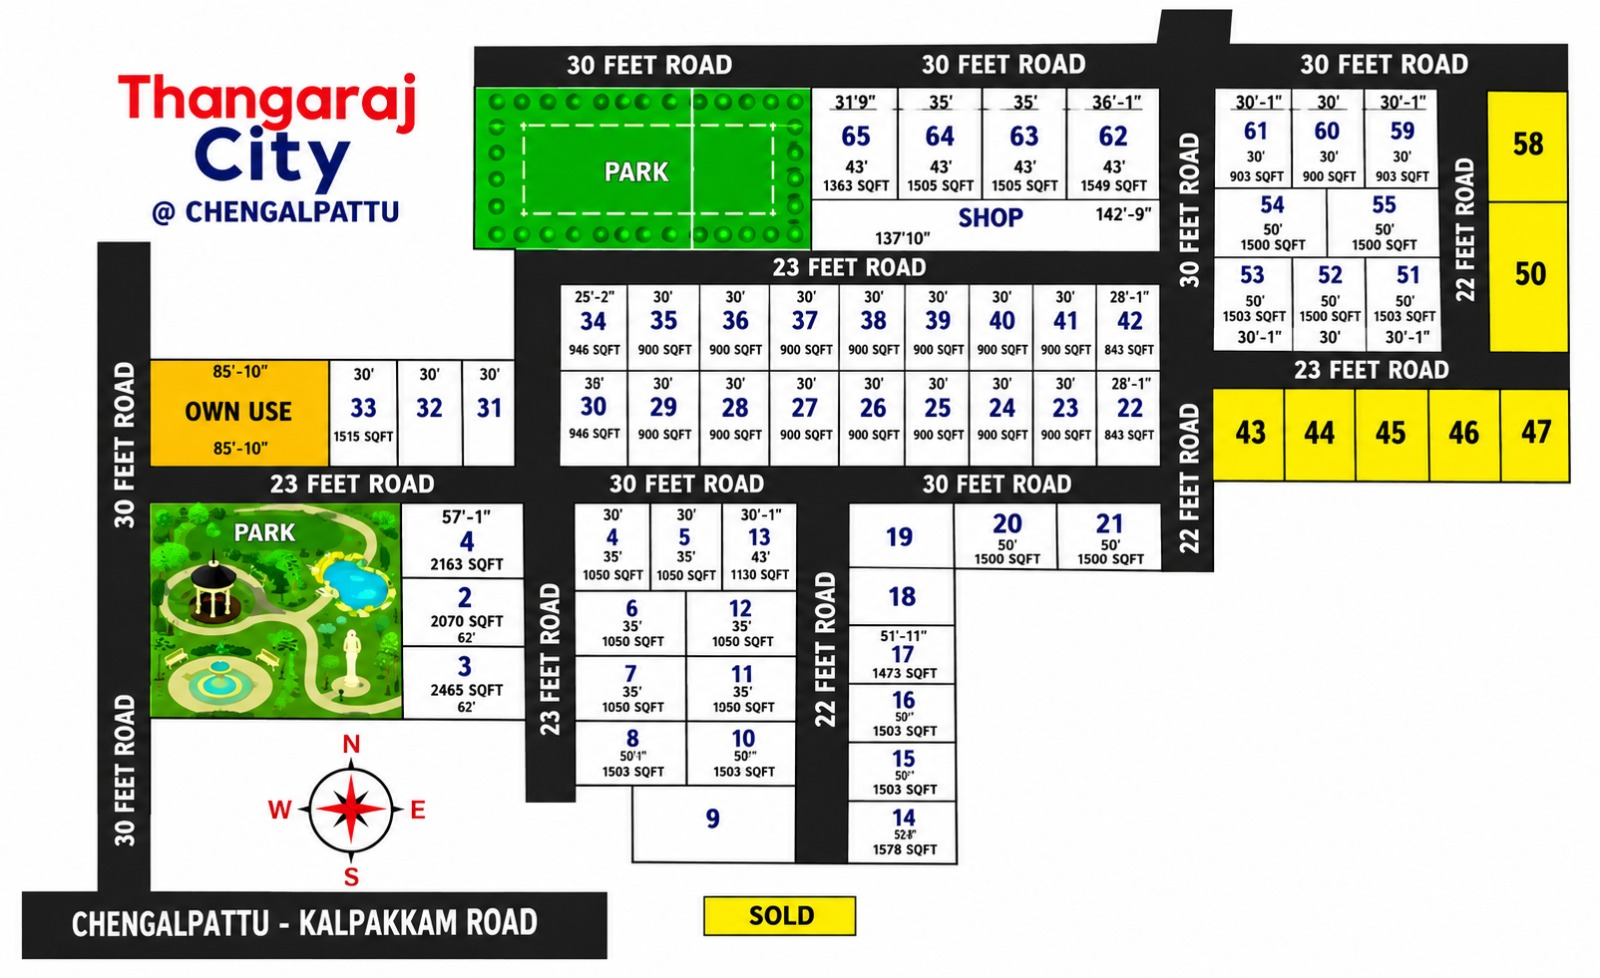 Thangaraj
City
@ CHENGALPATTU
30 FEET ROAD
30 FEET ROAD
30 FEET ROAD
PARK
31'9"
65
43'
1363 SQFT
35'
64
43'
1505 SQFT
35'
63
43'
1505 SQFT
36'-1"
62
43'
1549 SQFT
SHOP
142'-9"
137'10"
30 FEET ROAD
30'-1"
61
30'
903 SQFT
30'
60
30'
900 SQFT
30'-1"
59
30'
903 SQFT
54
50'
1500 SQFT
55
50'
1500 SQFT
53
50'
1503 SQFT
30'-1"
52
50'
1500 SQFT
30'
51
50'
1503 SQFT
30'-1"
22 FEET ROAD
58
50
23 FEET ROAD
23 FEET ROAD
25'-2"
34
946 SQFT
30'
35
900 SQFT
30'
36
900 SQFT
30'
37
900 SQFT
30'
38
900 SQFT
30'
39
900 SQFT
30'
40
900 SQFT
30'
41
900 SQFT
28'-1"
42
843 SQFT
36'
30
946 SQFT
30'
29
900 SQFT
30'
28
900 SQFT
30'
27
900 SQFT
30'
26
900 SQFT
30'
25
900 SQFT
30'
24
900 SQFT
30'
23
900 SQFT
28'-1"
22
843 SQFT
22 FEET ROAD
43
44
45
46
47
30 FEET ROAD
85'-10"
OWN USE
85'-10"
30'
33
1515 SQFT
30'
32
30'
31
23 FEET ROAD
30 FEET ROAD
30 FEET ROAD
PARK
57'-1"
4
2163 SQFT
2
2070 SQFT
62'
3
2465 SQFT
62'
23 FEET ROAD
30'
4
35'
1050 SQFT
30'
5
35'
1050 SQFT
30'-1"
13
43'
1130 SQFT
6
35'
1050 SQFT
12
35'
1050 SQFT
7
35'
1050 SQFT
11
35'
1050 SQFT
8
50'1"
1503 SQFT
10
50'"
1503 SQFT
9
22 FEET ROAD
19
20
50'
1500 SQFT
21
50'
1500 SQFT
18
51'-11"
17
1473 SQFT
16
50'"
1503 SQFT
15
50'"
1503 SQFT
14
1578 SQFT
30 FEET ROAD
N
W
E
S
CHENGALPATTU - KALPAKKAM ROAD
SOLD